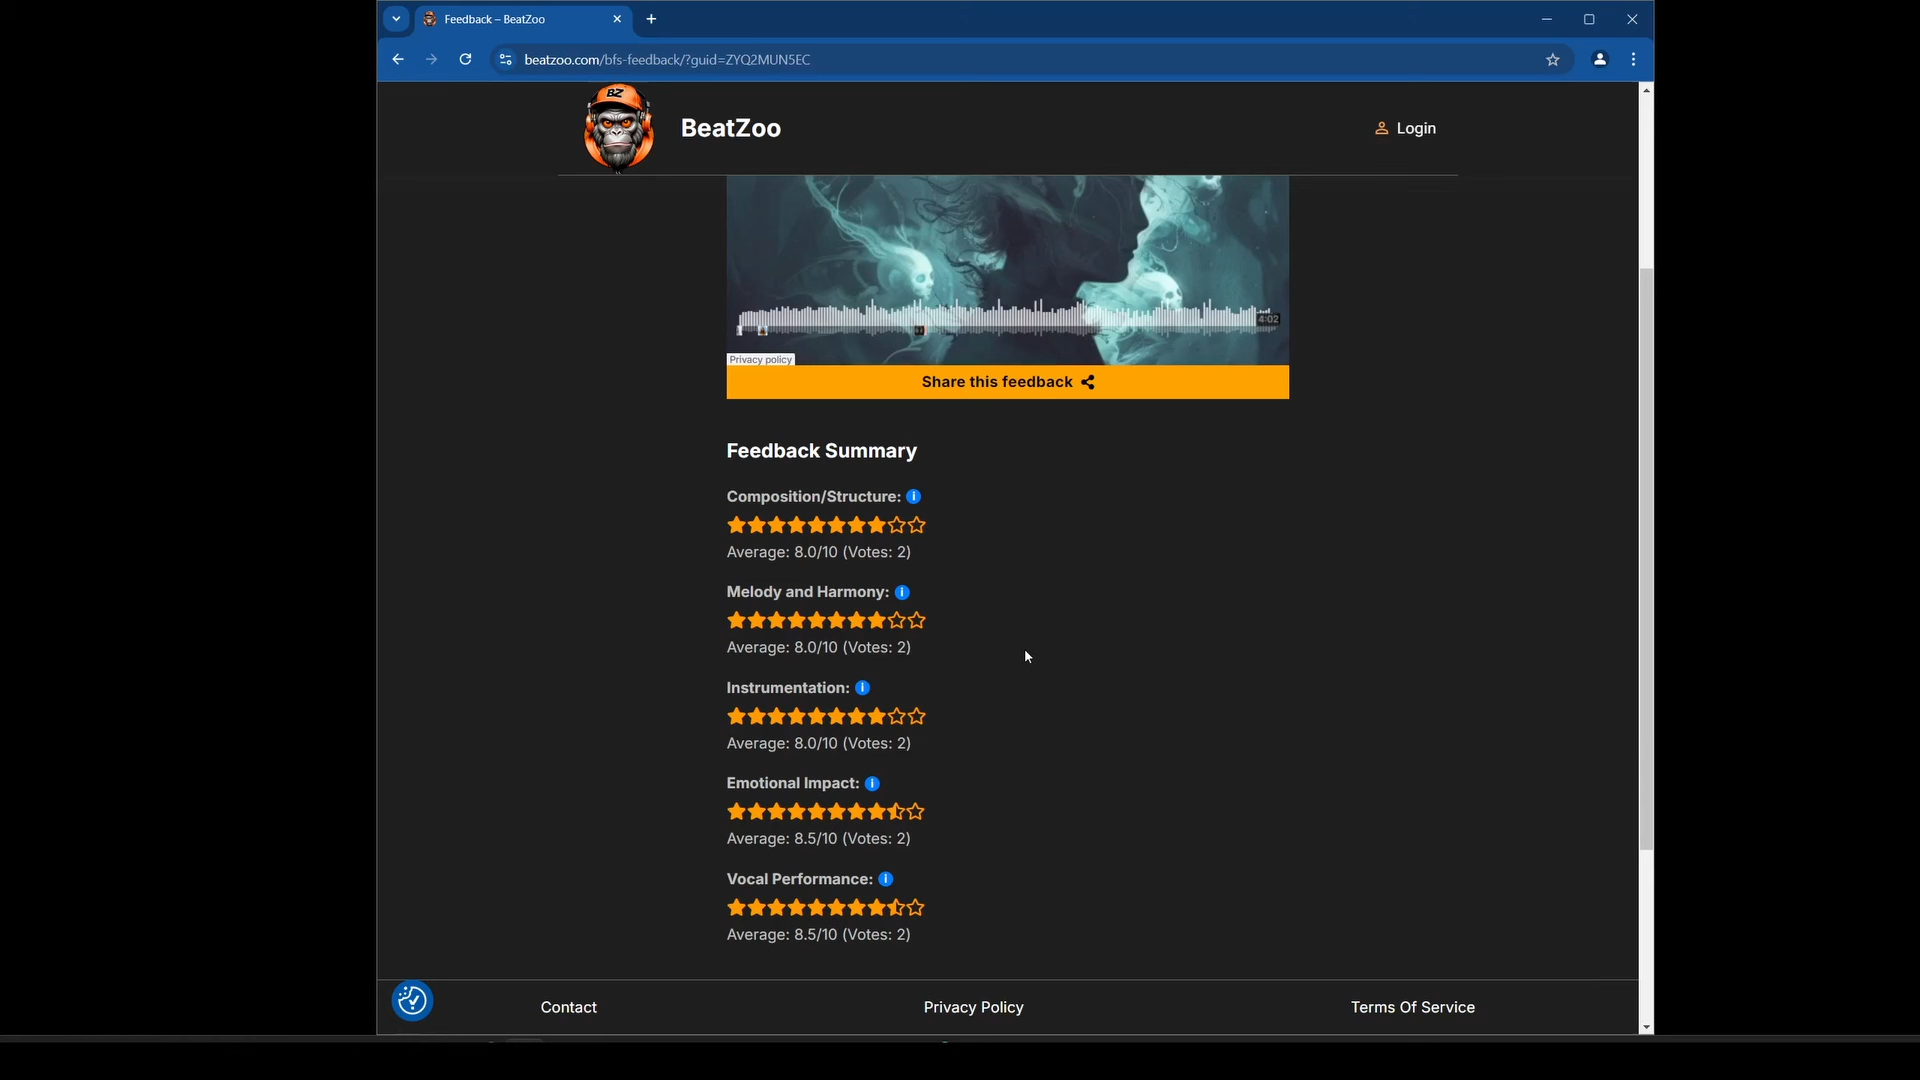 Feedback – BeatZoo
beatzoo.com/bfs-feedback/?guid=ZYQ2MUN5EC
BZ
BeatZoo
Login
4:02
Privacy policy
Share this feedback
Feedback Summary
Composition/Structure:
Average: 8.0/10 (Votes: 2)
Melody and Harmony:
Average: 8.0/10 (Votes: 2)
Instrumentation:
Average: 8.0/10 (Votes: 2)
Emotional Impact:
Average: 8.5/10 (Votes: 2)
Vocal Performance:
Average: 8.5/10 (Votes: 2)
Contact
Privacy Policy
Terms Of Service